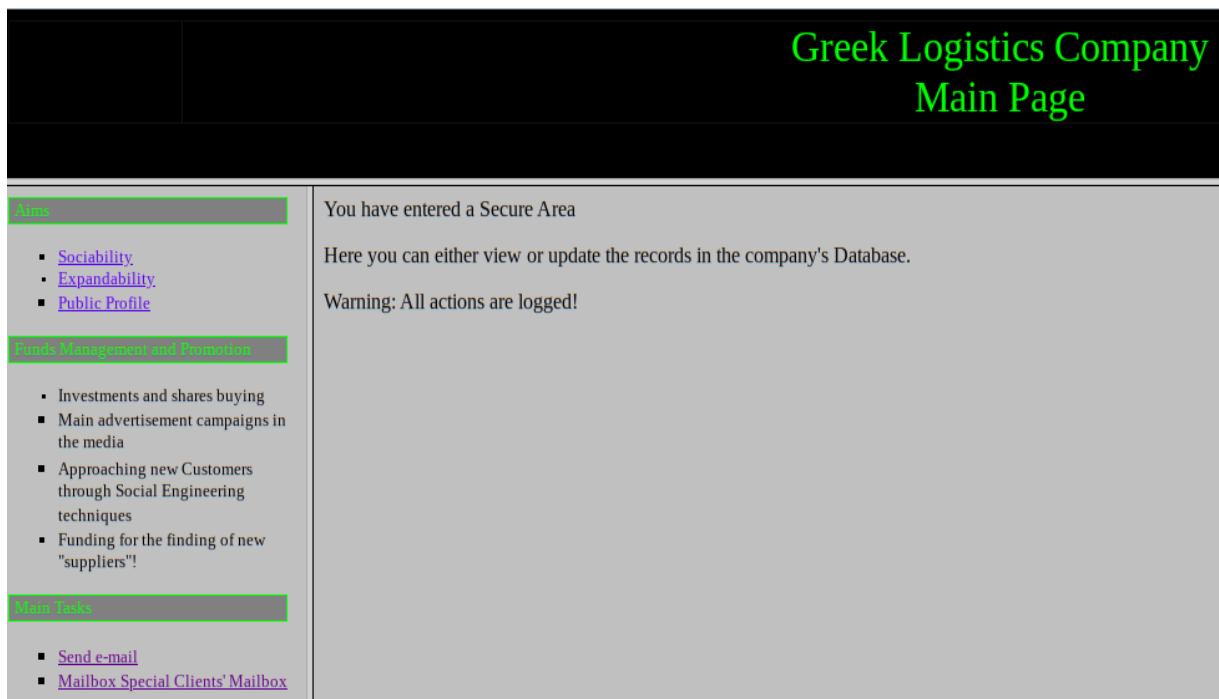 Greek Logistics Company
Main Page
Aims
Sociability
Expandability
Public Profile
Funds Management and Promotion
Investments and shares buying
Main advertisement campaigns in
the media
Approaching new Customers
through Social Engineering
techniques
Funding for the finding of new
"suppliers"!
Main Tasks
Send e-mail
Mailbox Special Clients' Mailbox
You have entered a Secure Area
Here you can either view or update the records in the company's Database.
Warning: All actions are logged!